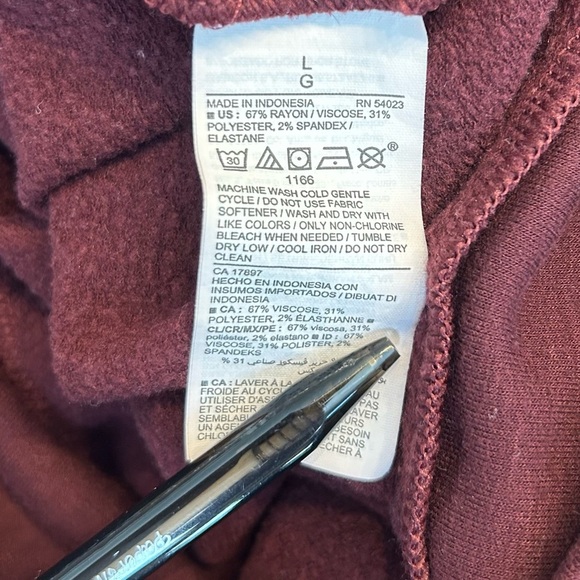 L
G
MADE IN INDONESIA RN 54023
US : 67% RAYON / VISCOSE, 31%
POLYESTER, 2% SPANDEX /
ELASTANE
30 ®
1166
MACHINE WASH COLD GENTLE
CYCLE / DO NOT USE FABRIC
SOFTENER / WASH AND DRY WITH
LIKE COLORS / ONLY NON-CHLORINE
BLEACH WHEN NEEDED / TUMBLE
DRY LOW / COOL IRON / DO NOT DRY
CLEAN
CA 17897
HECHO EN INDONESIA CON
INSUMOS IMPORTADOS / DIBUAT DI
INDONESIA
CA : 67% VISCOSE, 31%
POLYESTER, 2% ÉLASTHANNE
CL/CR/MX/PE : 67% viscosa, 31%
poliéster, 2% elastano ID : 67%
VISCOSE, 31% POLISTER, 2%
SPANDEKS
فيسكوز صناعي 31 %
CA : LAVER À LA
FROIDE AU CYCL
UTILISER D'ASS
ET SÉCHER
SEMBLABL
UN AGE
CHLO